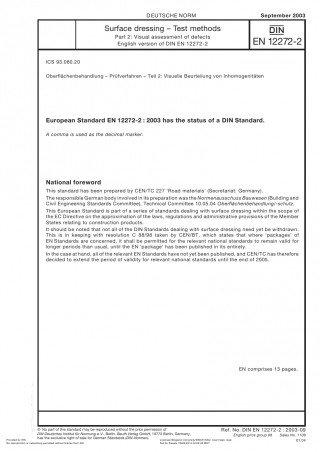 DEUTSCHE NORM
September 2003
Surface dressing – Test methods
Part 2: Visual assessment of defects
English version of DIN EN 12272-2
DIN
EN 12272-2
ICS 93.080.20
Oberflächenbehandlung – Prüfverfahren – Teil 2: Visuelle Beurteilung von Inhomogenitäten
European Standard EN 12272-2 : 2003 has the status of a DIN Standard.
A comma is used as the decimal marker.
National foreword
This standard has been prepared by CEN/TC 227 'Road materials' (Secretariat: Germany).
The responsible German body involved in its preparation was the Normenausschuss Bauwesen (Building and
Civil Engineering Standards Committee), Technical Committee 10.05.04 Oberflächenbehandlung/-schutz.
This European Standard is part of a series of standards dealing with surface dressing within the scope of
the EC Directive on the approximation of the laws, regulations and administrative provisions of the Member
States relating to construction products.
It should be noted that not all of the DIN Standards dealing with surface dressing need yet be withdrawn.
This is in keeping with resolution C 88/98 taken by CEN/BT, which states that where 'packages' of
EN Standards are concerned, it shall be permitted for the relevant national standards to remain valid for
longer periods than usual, until the EN 'package' has been published in its entirety.
In the case at hand, all of the relevant EN Standards have not yet been published, and CEN/TC has therefore
decided to extend the period of validity for relevant national standards until the end of 2005.
EN comprises 13 pages.
© No part of this standard may be reproduced without the prior permission of
DIN Deutsches Institut für Normung e.V., Berlin. Beuth Verlag GmbH, 10772 Berlin, Germany,
has the exclusive right of sale for German Standards (DIN-Normen).
Ref. No. DIN EN 12272-2 : 2003-09
English price group 09 Sales No. 1109
01.04